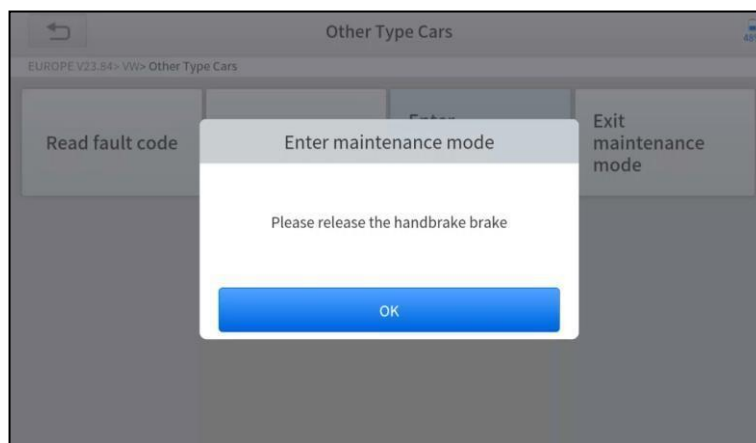 Other Type Cars
EUROPE V23.84> VW> Other Type Cars
Read fault code
Exit
maintenance
mode
Enter maintenance mode
Please release the handbrake brake
OK